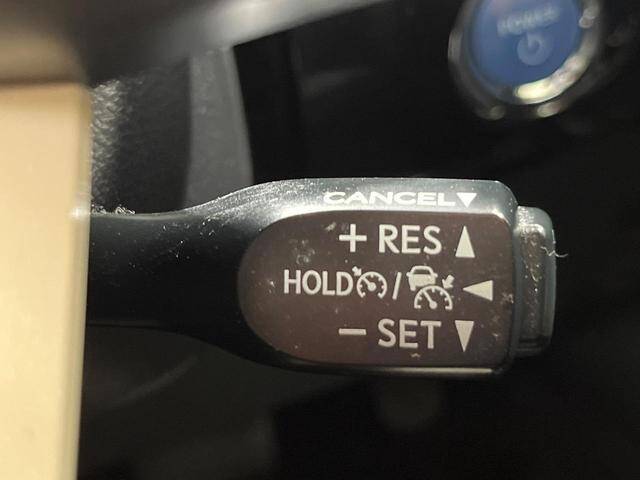 POWER
CANCEL▼
+ RES ▲
HOLD / ◀
− SET ▼